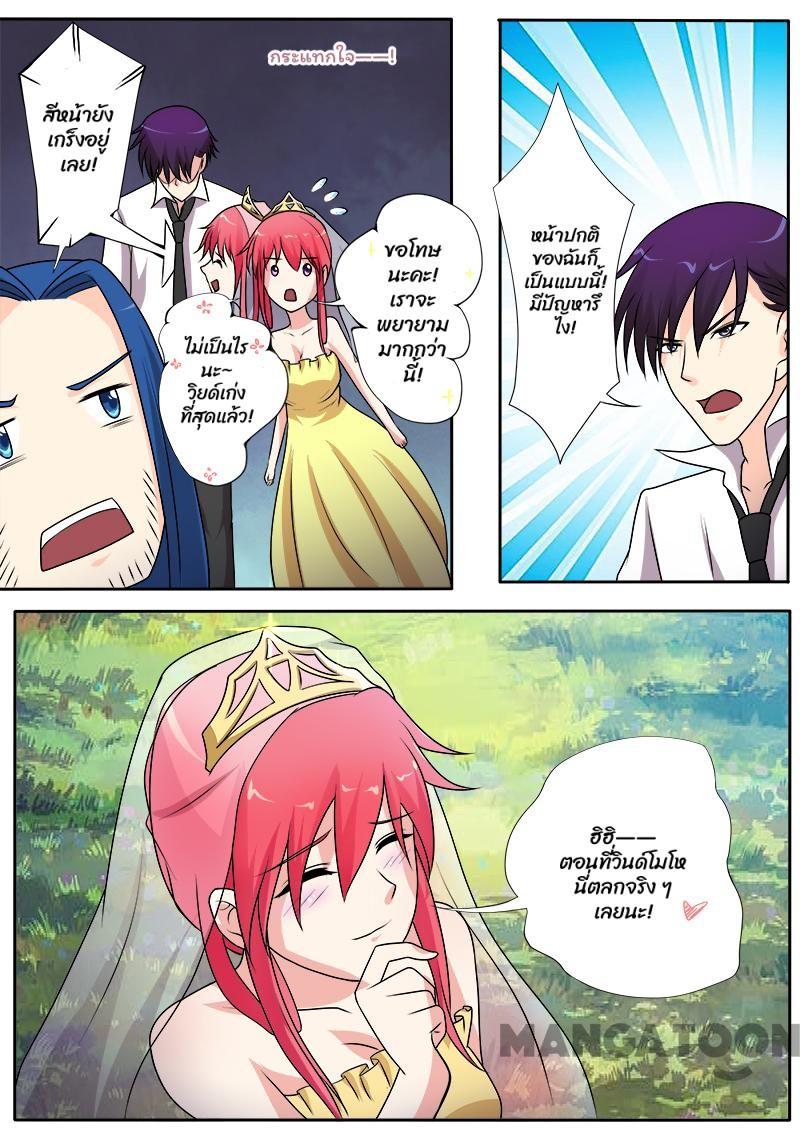 กระแทกใจ——!
สีหน้ายัง
เกร็งอยู่
เลย!
ขอโทษ
นะคะ!
เราจะ
พยายาม
มากกว่า
นี้!
ไม่เป็นไร
นะ~
วิยด์เก่ง
ที่สุดแล้ว!
หน้าปกติ
ของฉันก็
เป็นแบบนี้!
มีปัญหารึ
ไง!
ฮิฮิ——
ตอนที่วินด์โมโห
นี่ตลกจริง ๆ
เลยนะ!
MANGATOON